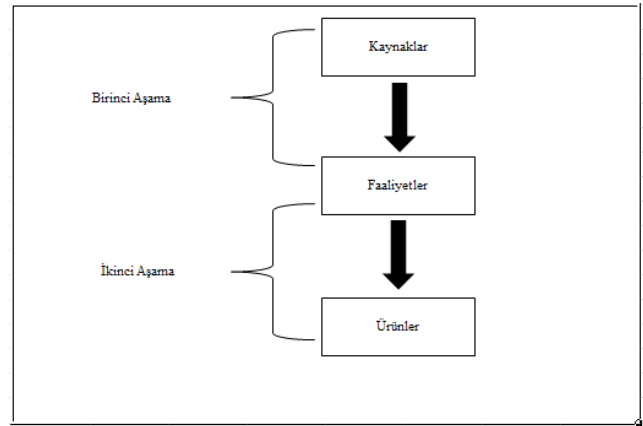 Kaynaklar
Birinci Aşama
Faaliyetler
İkinci Aşama
Ürünler